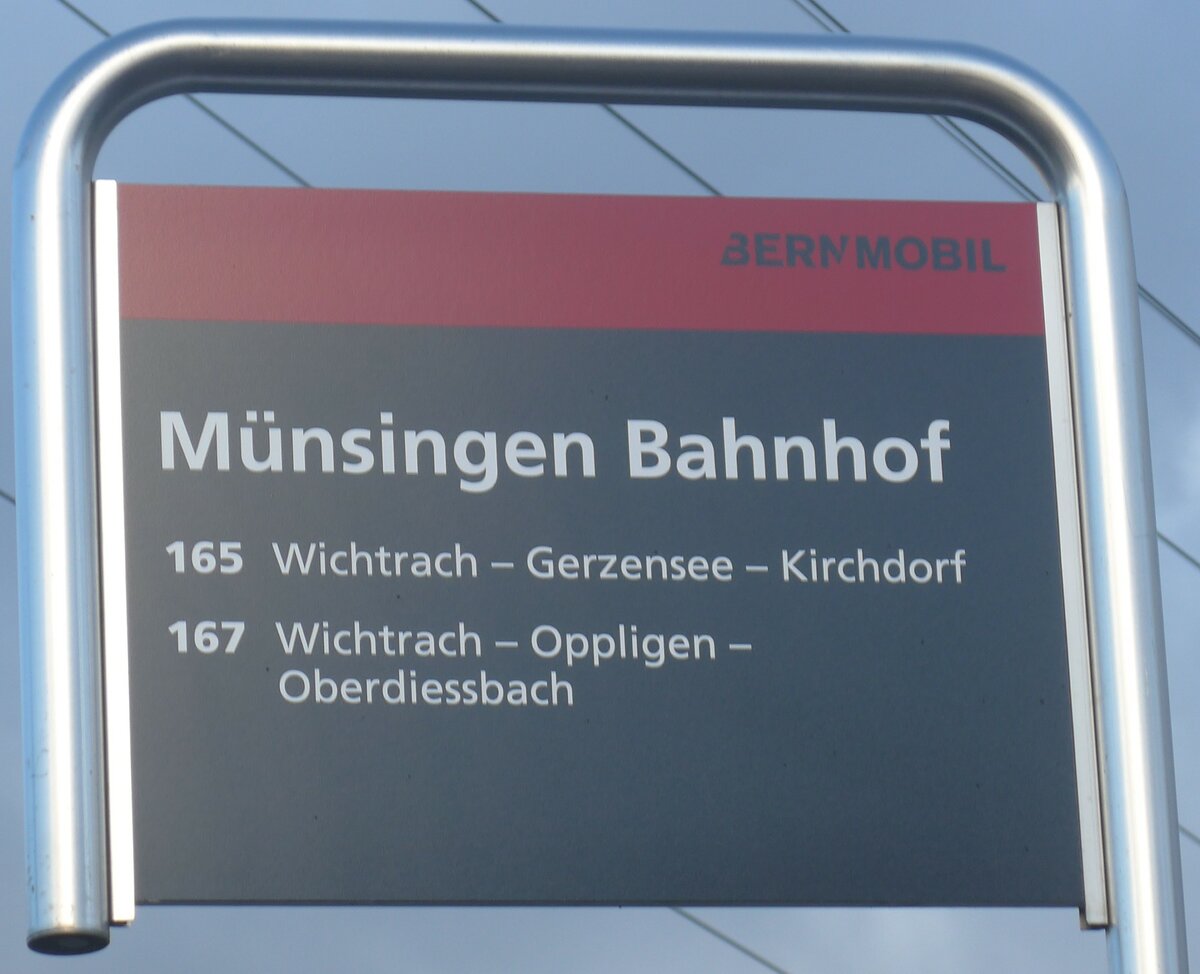 BERNMOBIL
Münsingen Bahnhof
165 Wichtrach – Gerzensee – Kirchdorf
167 Wichtrach – Oppligen –
Oberdiessbach